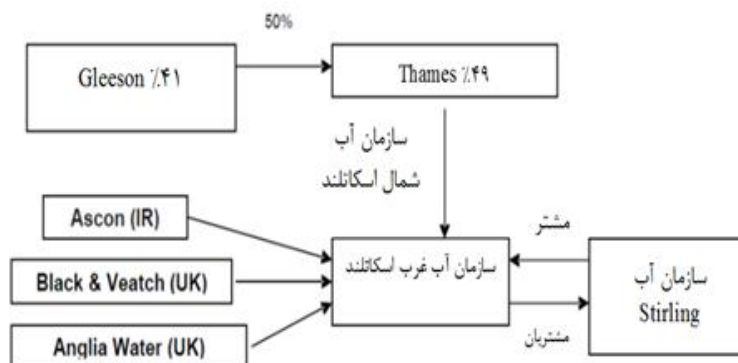 50%
Gleeson ٪۴۱
Thames ٪۴۹
سازمان آب
شمال اسکاتلند
Ascon (IR)
Black & Veatch (UK)
Anglia Water (UK)
سازمان آب غرب اسکاتلند
مشتر
مشتریان
سازمان آب
Stirling